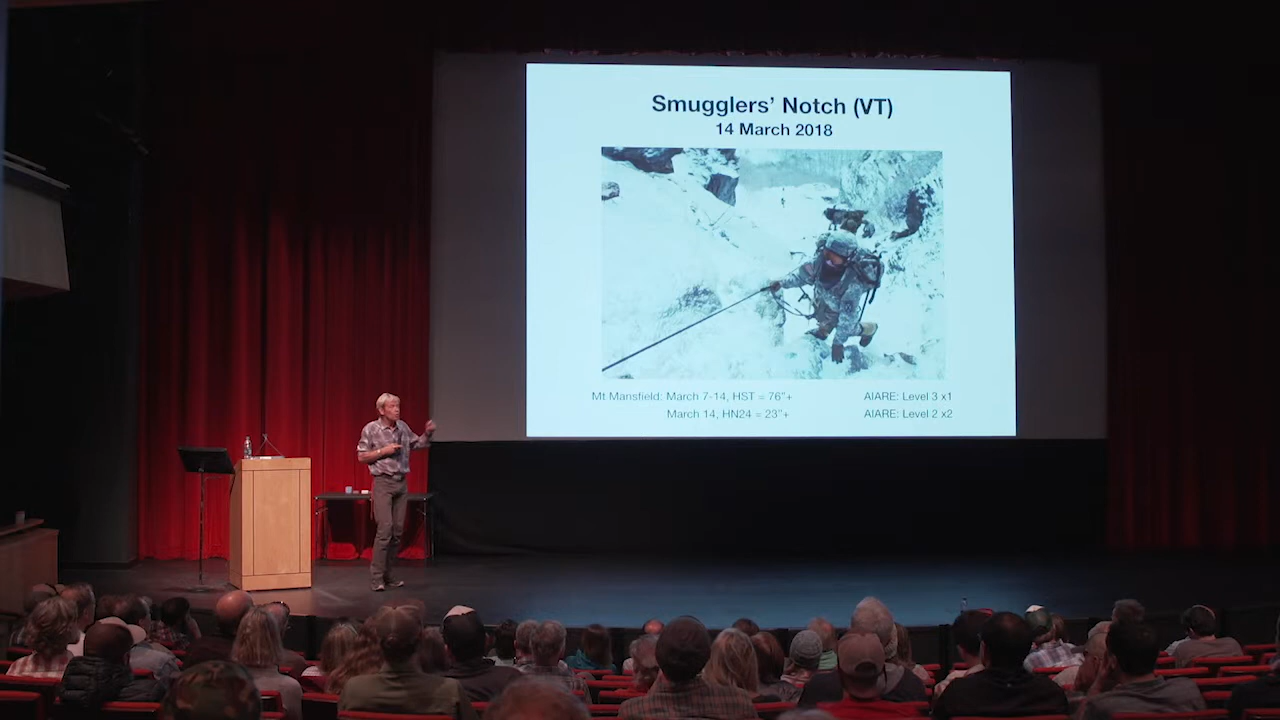 Smugglers' Notch (VT)
14 March 2018
Mt Mansfield: March 7-14, HST = 76"+
March 14, HN24 = 23"+
AIARE: Level 3 x1
AIARE: Level 2 x2